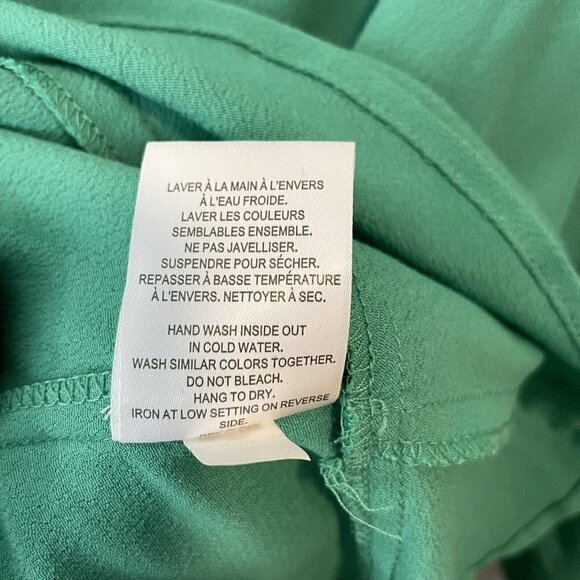 LAVER À LA MAIN À L'ENVERS
À L'EAU FROIDE.
LAVER LES COULEURS
SEMBLABLES ENSEMBLE.
NE PAS JAVELLISER.
SUSPENDRE POUR SÉCHER.
REPASSER À BASSE TEMPÉRATURE
À L'ENVERS. NETTOYER À SEC.
HAND WASH INSIDE OUT
IN COLD WATER.
WASH SIMILAR COLORS TOGETHER.
DO NOT BLEACH.
HANG TO DRY.
IRON AT LOW SETTING ON REVERSE
SIDE.